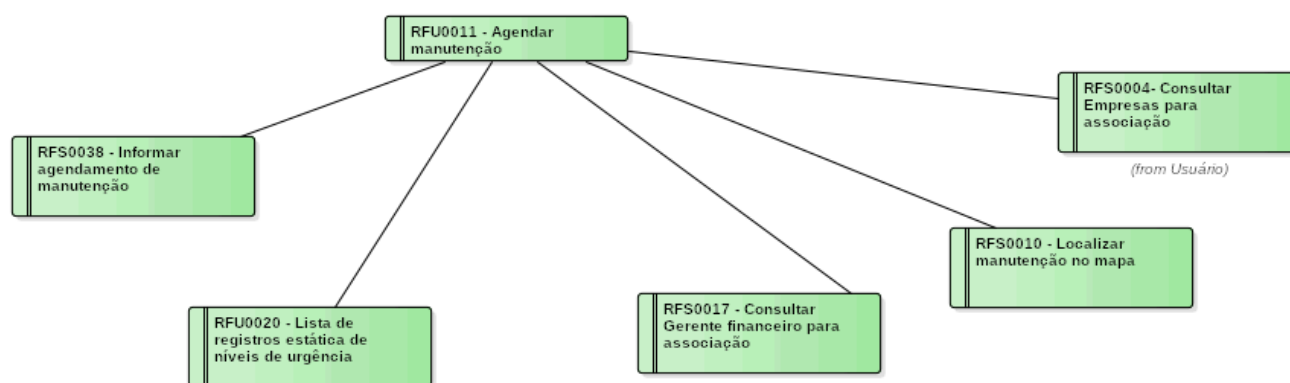 RFU0011 - Agendar
manutenção
RFS0004- Consultar
Empresas para
associação
(from Usuário)
RFS0038 - Informar
agendamento de
manutenção
RFS0010 - Localizar
manutenção no mapa
RFS0017 - Consultar
Gerente financeiro para
associação
RFU0020 - Lista de
registros estática de
níveis de urgência